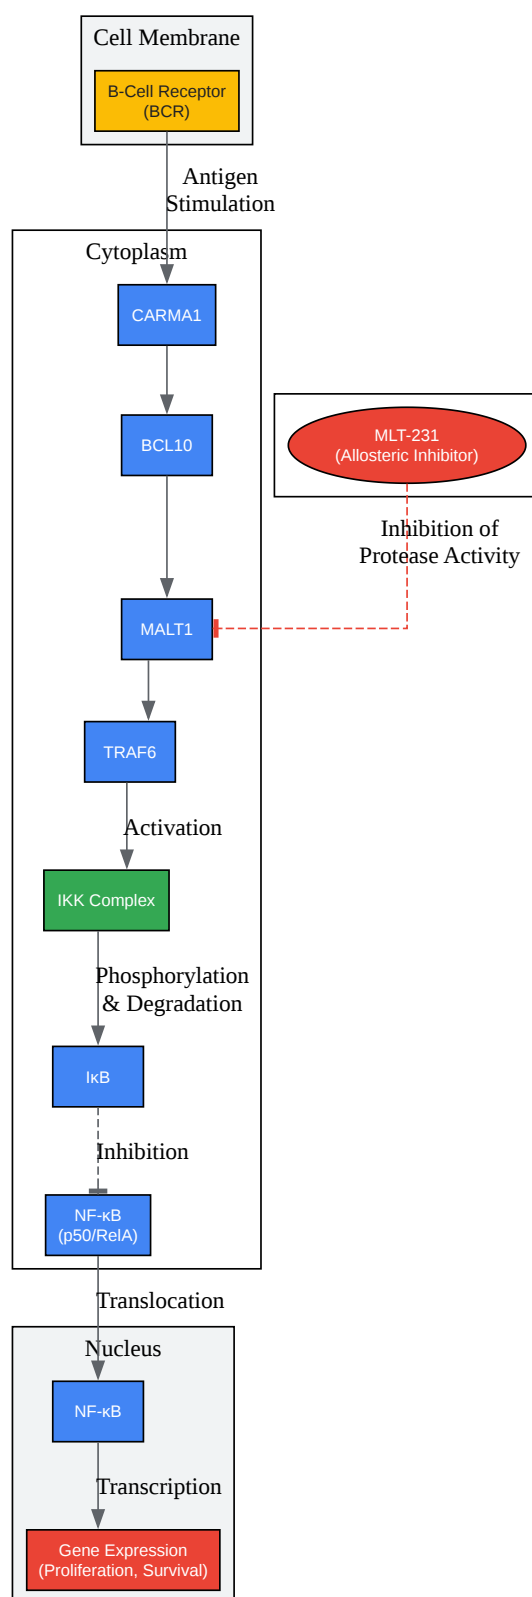 Cell Membrane
B-Cell Receptor
(BCR)
Antigen
Stimulation
Cytoplasm
CARMA1
BCL10
MLT-231
(Allosteric Inhibitor)
Inhibition of
Protease Activity
MALT1
TRAF6
Activation
IKK Complex
Phosphorylation
& Degradation
IκB
Inhibition
NF-κB
(p50/RelA)
Translocation
Nucleus
NF-κB
Transcription
Gene Expression
(Proliferation, Survival)